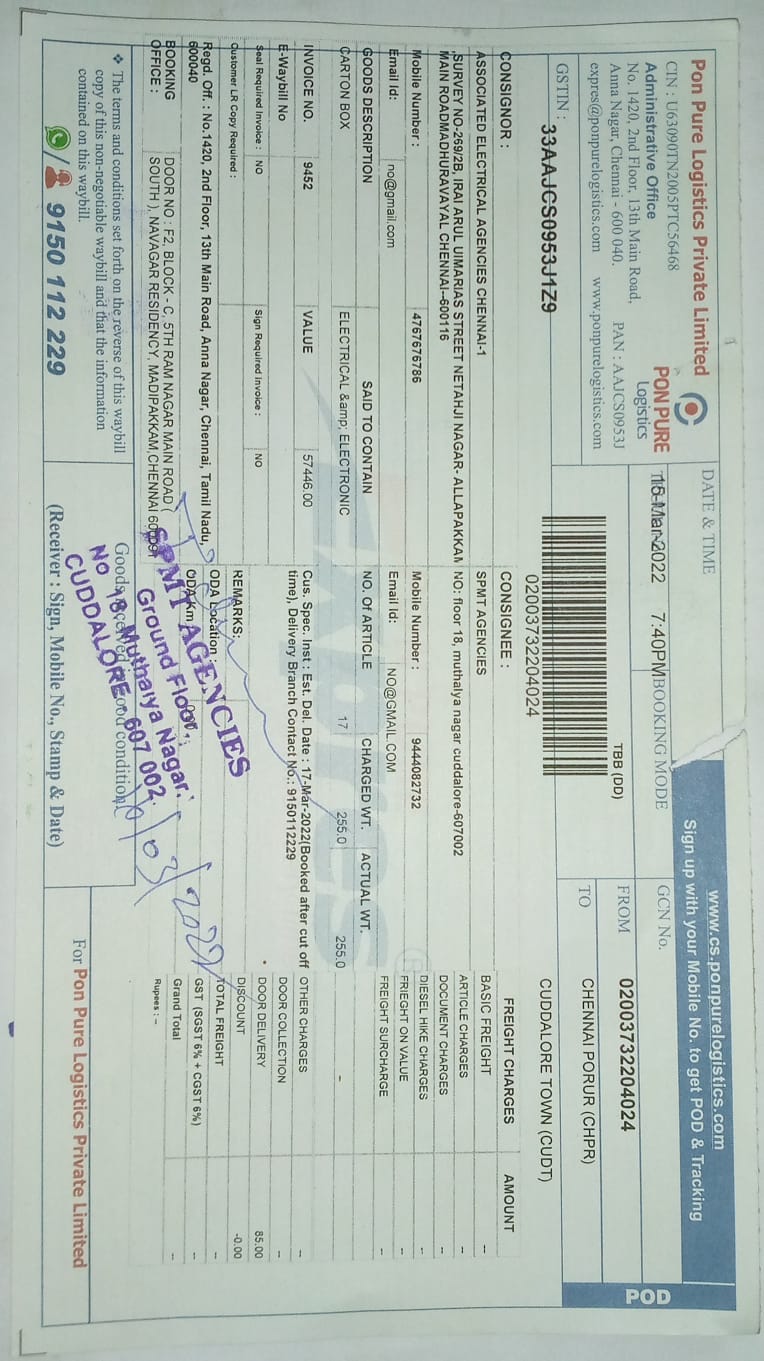 Pon Pure Logistics Private Limited
CIN : U63090TN2005PTC56468
Administrative Office
No. 1420, 2nd Floor, 13th Main Road,
Anna Nagar, Chennai - 600 040.
PAN : AAJCS0953J
expres@ponpurelogistics.com www.ponpurelogistics.com
PON PURE
Logistics
GSTIN : 33AAJCS0953J1Z9
DATE & TIME
15-Mar-2022 7:40PM
BOOKING MODE
TBB (DD)
02003732204024
www.cs.ponpurelogistics.com
Sign up with your Mobile No. to get POD & Tracking
GCN No. 02003732204024
FROM CHENNAI PORUR (CHPR)
TO CUDDALORE TOWN (CUDT)
POD
CONSIGNOR :
ASSOCIATED ELECTRICAL AGENCIES CHENNAI-1
,SURVEY NO-269/2B, IRAI ARUL UIMARIAS STREET NETAHJI NAGAR- ALLAPAKKAM
MAIN ROADMADHURAVAYAL CHENNAI-600116
Mobile Number : 4767676786
Email Id: no@gmail.com
CONSIGNEE :
SPMT AGENCIES
NO: floor 18, muthalya nagar cuddalore-607002
Mobile Number : 9444082732
Email Id: NO@GMAIL.COM
GOODS DESCRIPTION SAID TO CONTAIN NO. Of ARTICLE CHARGED WT. ACTUAL WT.
CARTON BOX ELECTRICAL &amp; ELECTRONIC 17 255.0 255.0
INVOICE NO. 9452 VALUE 57446.00
E-Waybill No
Cus. Spec. Inst : Est. Del. Date : 17-Mar-2022(Booked after cut off
time), Delivery Branch Contact No.: 9150112229
Seal Required Invoice : NO Sign Required Invoice : NO
Customer LR Copy Required :
REMARKS:
Regd. Off. : No.1420, 2nd Floor, 13th Main Road, Anna Nagar, Chennai, Tamil Nadu,
600040
ODA Location :
ODA Km
BOOKING OFFICE : DOOR NO : F2, BLOCK - C, 5TH RAM NAGAR MAIN ROAD (
SOUTH ), NAVAGAR RESIDENCY, MADIPAKKAM,CHENNAI
FREIGHT CHARGES AMOUNT
BASIC FREIGHT --
ARTICLE CHARGES --
DOCUMENT CHARGES --
DIESEL HIKE CHARGES --
FRIEGHT ON VALUE --
FREIGHT SURCHARGE --
OTHER CHARGES --
DOOR COLLECTION --
DOOR DELIVERY 85.00
DISCOUNT -0.00
TOTAL FREIGHT --
GST (SGST 6% + CGST 6%) --
Grand Total --
Rupees : --
❖ The terms and conditions set forth on the reverse of this waybill
copy of this non-negotiable waybill and that the information
contained on this waybill.
9150 112 229
Goods received in good condition
SPMT AGENCIES
Ground Floor,
No 18, Muthaiya Nagar.
CUDDALORE - 607 002.
(Receiver : Sign, Mobile No., Stamp & Date)
For Pon Pure Logistics Private Limited